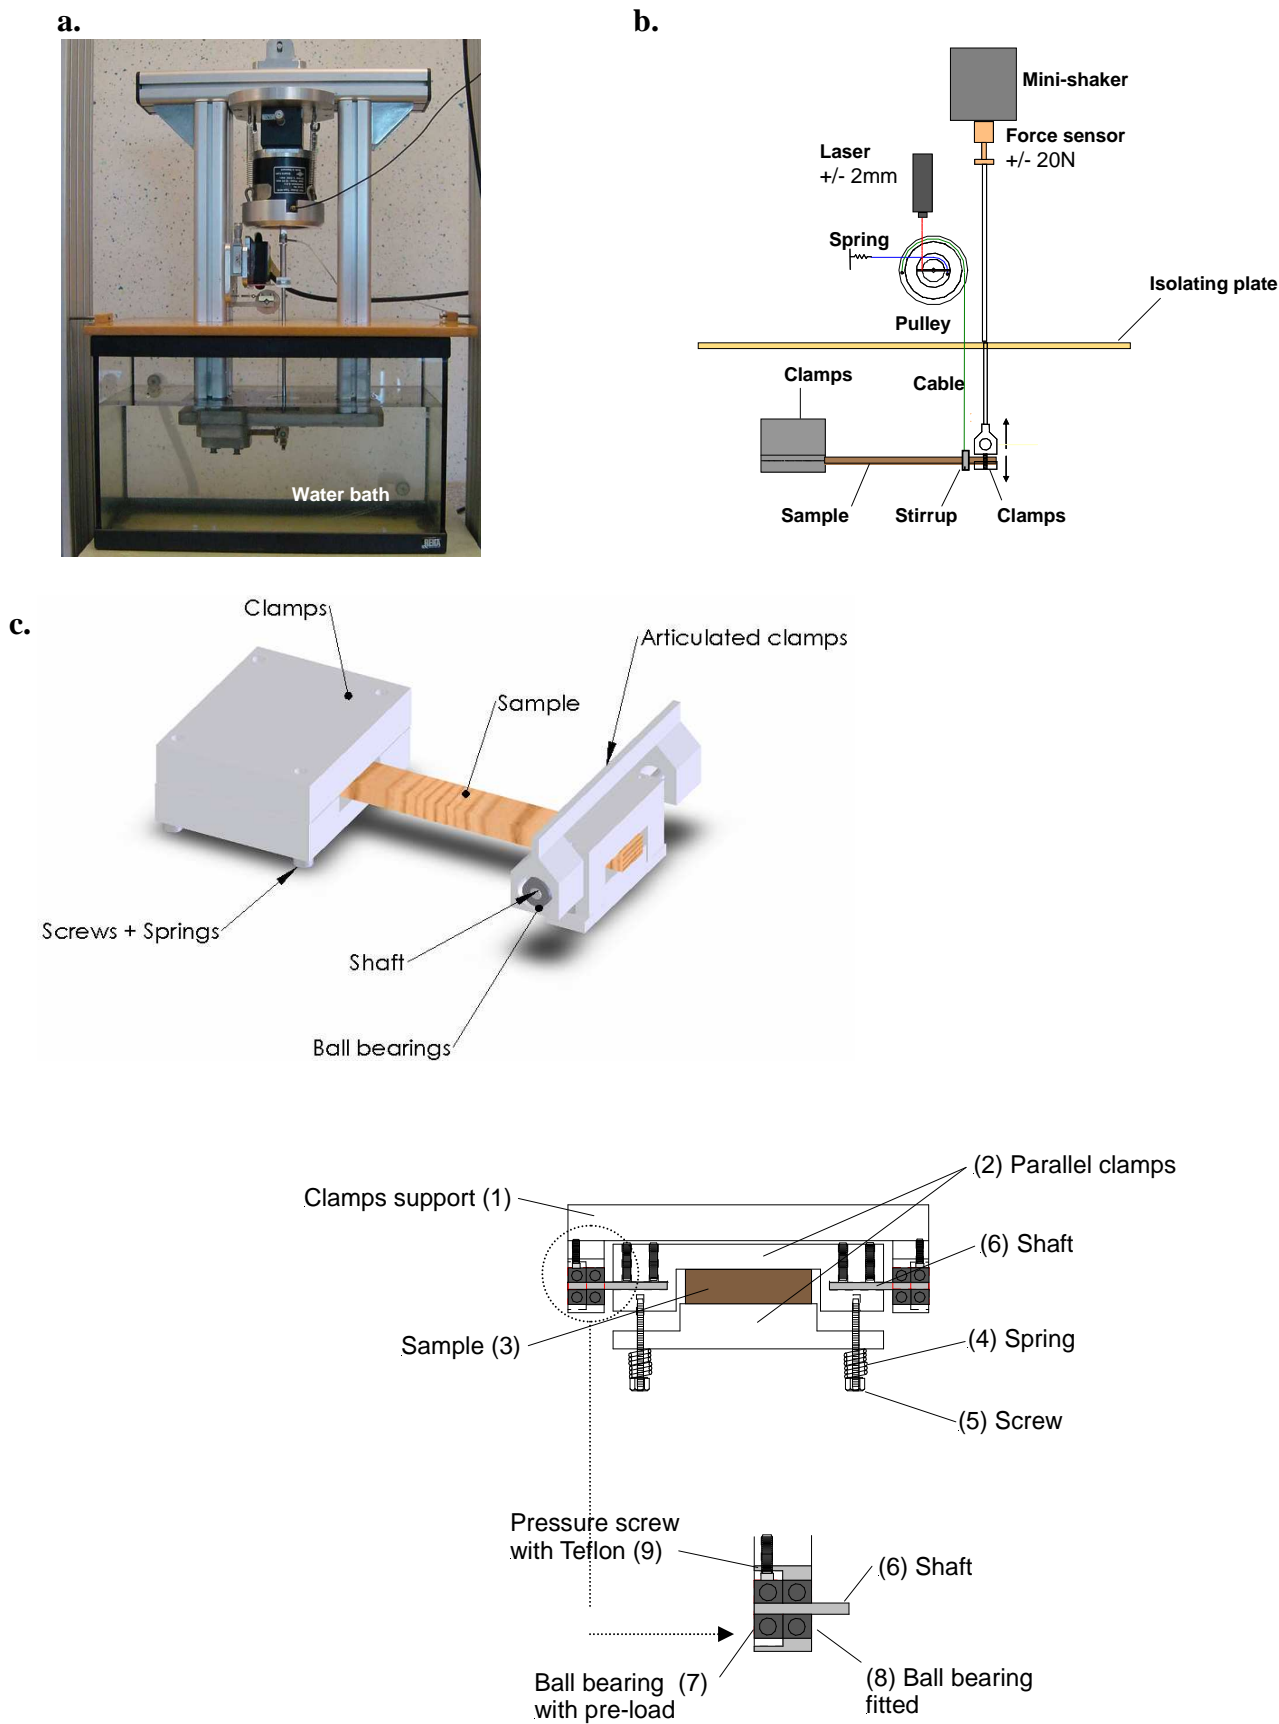 a.
b.
Water bath
Mini-shaker
Force sensor
+/- 20N
Laser
+/- 2mm
Spring
Isolating plate
Pulley
Clamps
Cable
Sample
Stirrup
Clamps
c.
Clamps
Articulated clamps
Sample
Screws + Springs
Shaft
Ball bearings
(2) Parallel clamps
Clamps support (1)
(6) Shaft
Sample (3)
(4) Spring
(5) Screw
Pressure screw
with Teflon (9)
(6) Shaft
Ball bearing (7)
with pre-load
(8) Ball bearing
fitted